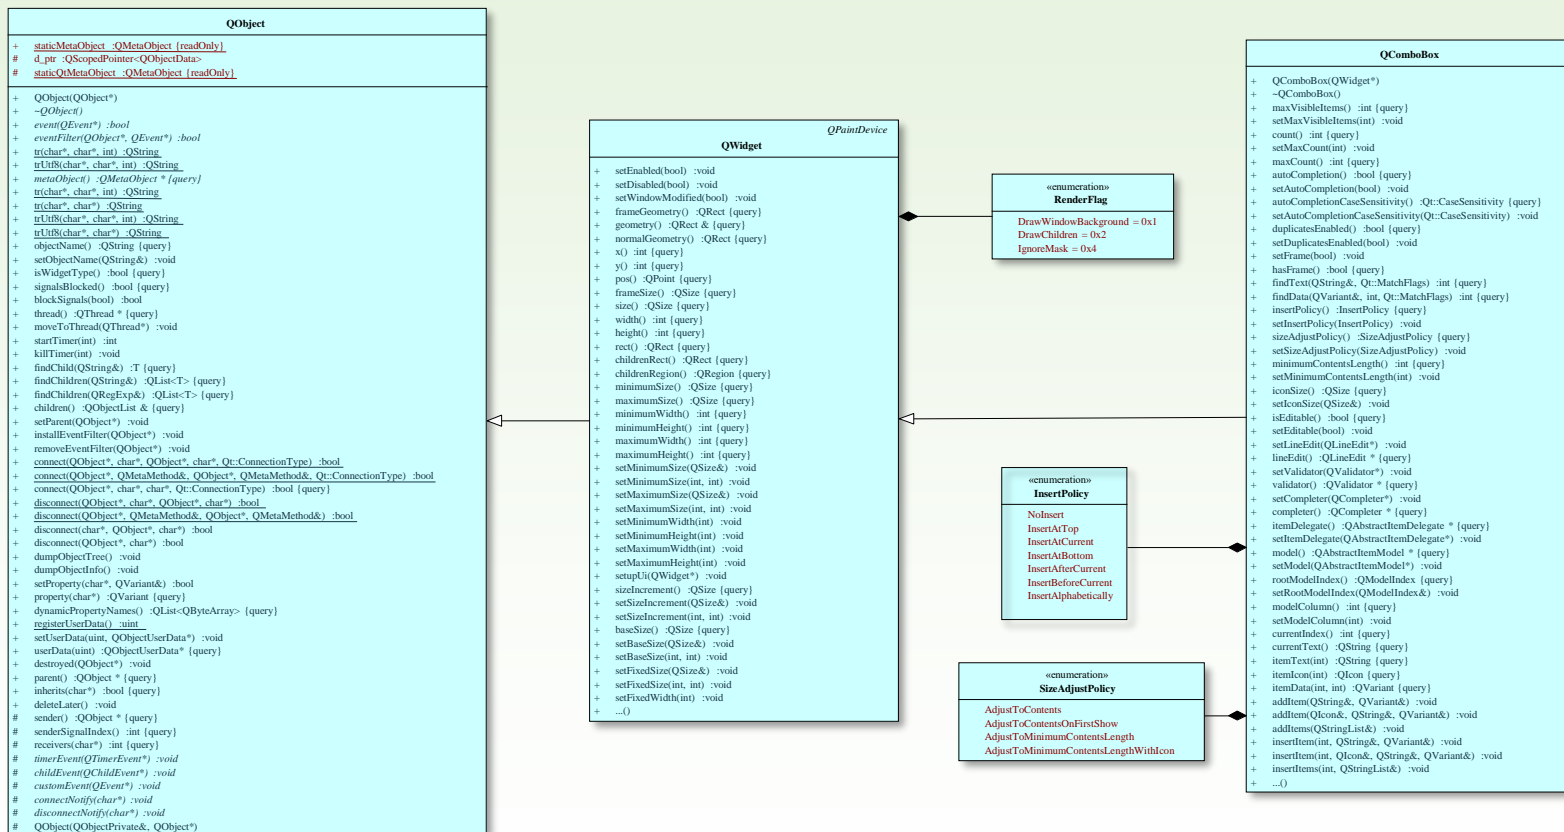 QObject
+ staticMetaObject :QMetaObject {readOnly}
# d_ptr :QScopedPointer<QObjectData>
# staticQtMetaObject :QMetaObject {readOnly}
+ QObject(QObject*)
+ ~QObject()
+ event(QEvent*) :bool
+ eventFilter(QObject*, QEvent*) :bool
+ tr(char*, char*, int) :QString
+ trUtf8(char*, char*, int) :QString
+ metaObject() :QMetaObject * {query}
+ tr(char*, char*, int) :QString
+ tr(char*, char*) :QString
+ trUtf8(char*, char*, int) :QString
+ trUtf8(char*, char*) :QString
+ objectName() :QString {query}
+ setObjectName(QString&) :void
+ isWidgetType() :bool {query}
+ signalsBlocked() :bool {query}
+ blockSignals(bool) :bool
+ thread() :QThread * {query}
+ moveToThread(QThread*) :void
+ startTimer(int) :int
+ killTimer(int) :void
+ findChild(QString&) :T {query}
+ findChildren(QString&) :QList<T> {query}
+ findChildren(QRegExp&) :QList<T> {query}
+ children() :QObjectList & {query}
+ setParent(QObject*) :void
+ installEventFilter(QObject*) :void
+ removeEventFilter(QObject*) :void
+ connect(QObject*, char*, QObject*, char*, Qt::ConnectionType) :bool
+ connect(QObject*, QMetaMethod&, QObject*, QMetaMethod&, Qt::ConnectionType) :bool
+ connect(QObject*, char*, char*, Qt::ConnectionType) :bool {query}
+ disconnect(QObject*, char*, QObject*, char*) :bool
+ disconnect(QObject*, QMetaMethod&, QObject*, QMetaMethod&) :bool
+ disconnect(char*, QObject*, char*) :bool
+ disconnect(QObject*, char*) :bool
+ dumpObjectTree() :void
+ dumpObjectInfo() :void
+ setProperty(char*, QVariant&) :bool
+ property(char*) :QVariant {query}
+ dynamicPropertyNames() :QList<QByteArray> {query}
+ registerUserData() :uint
+ setUserData(uint, QObjectUserData*) :void
+ userData(uint) :QObjectUserData* {query}
+ destroyed(QObject*) :void
+ parent() :QObject * {query}
+ inherits(char*) :bool {query}
+ deleteLater() :void
# sender() :QObject * {query}
# senderSignalIndex() :int {query}
# receivers(char*) :int {query}
# timerEvent(QTimerEvent*) :void
# childEvent(QChildEvent*) :void
# customEvent(QEvent*) :void
# connectNotify(char*) :void
# disconnectNotify(char*) :void
# QObject(QObjectPrivate&, QObject*)
QPaintDevice
QWidget
+ setEnabled(bool) :void
+ setDisabled(bool) :void
+ setWindowModified(bool) :void
+ frameGeometry() :QRect {query}
+ geometry() :QRect & {query}
+ normalGeometry() :QRect {query}
+ x() :int {query}
+ y() :int {query}
+ pos() :QPoint {query}
+ frameSize() :QSize {query}
+ size() :QSize {query}
+ width() :int {query}
+ height() :int {query}
+ rect() :QRect {query}
+ childrenRect() :QRect {query}
+ childrenRegion() :QRegion {query}
+ minimumSize() :QSize {query}
+ maximumSize() :QSize {query}
+ minimumWidth() :int {query}
+ minimumHeight() :int {query}
+ maximumWidth() :int {query}
+ maximumHeight() :int {query}
+ setMinimumSize(QSize&) :void
+ setMinimumSize(int, int) :void
+ setMaximumSize(QSize&) :void
+ setMaximumSize(int, int) :void
+ setMinimumWidth(int) :void
+ setMinimumHeight(int) :void
+ setMaximumWidth(int) :void
+ setMaximumHeight(int) :void
+ setupUi(QWidget*) :void
+ sizeIncrement() :QSize {query}
+ setSizeIncrement(QSize&) :void
+ setSizeIncrement(int, int) :void
+ baseSize() :QSize {query}
+ setBaseSize(QSize&) :void
+ setBaseSize(int, int) :void
+ setFixedSize(QSize&) :void
+ setFixedSize(int, int) :void
+ setFixedWidth(int) :void
+ ...()
«enumeration»
RenderFlag
DrawWindowBackground = 0x1
DrawChildren = 0x2
IgnoreMask = 0x4
«enumeration»
InsertPolicy
NoInsert
InsertAtTop
InsertAtCurrent
InsertAtBottom
InsertAfterCurrent
InsertBeforeCurrent
InsertAlphabetically
«enumeration»
SizeAdjustPolicy
AdjustToContents
AdjustToContentsOnFirstShow
AdjustToMinimumContentsLength
AdjustToMinimumContentsLengthWithIcon
QComboBox
+ QComboBox(QWidget*)
+ ~QComboBox()
+ maxVisibleItems() :int {query}
+ setMaxVisibleItems(int) :void
+ count() :int {query}
+ setMaxCount(int) :void
+ maxCount() :int {query}
+ autoCompletion() :bool {query}
+ setAutoCompletion(bool) :void
+ autoCompletionCaseSensitivity() :Qt::CaseSensitivity {query}
+ setAutoCompletionCaseSensitivity(Qt::CaseSensitivity) :void
+ duplicatesEnabled() :bool {query}
+ setDuplicatesEnabled(bool) :void
+ setFrame(bool) :void
+ hasFrame() :bool {query}
+ findText(QString&, Qt::MatchFlags) :int {query}
+ findData(QVariant&, int, Qt::MatchFlags) :int {query}
+ insertPolicy() :InsertPolicy {query}
+ setInsertPolicy(InsertPolicy) :void
+ sizeAdjustPolicy() :SizeAdjustPolicy {query}
+ setSizeAdjustPolicy(SizeAdjustPolicy) :void
+ minimumContentsLength() :int {query}
+ setMinimumContentsLength(int) :void
+ iconSize() :QSize {query}
+ setIconSize(QSize&) :void
+ isEditable() :bool {query}
+ setEditable(bool) :void
+ setLineEdit(QLineEdit*) :void
+ lineEdit() :QLineEdit * {query}
+ setValidator(QValidator*) :void
+ validator() :QValidator * {query}
+ setCompleter(QCompleter*) :void
+ completer() :QCompleter * {query}
+ itemDelegate() :QAbstractItemDelegate * {query}
+ setItemDelegate(QAbstractItemDelegate*) :void
+ model() :QAbstractItemModel * {query}
+ setModel(QAbstractItemModel*) :void
+ rootModelIndex() :QModelIndex {query}
+ setRootModelIndex(QModelIndex&) :void
+ modelColumn() :int {query}
+ setModelColumn(int) :void
+ currentIndex() :int {query}
+ currentText() :QString {query}
+ itemText(int) :QString {query}
+ itemIcon(int) :QIcon {query}
+ itemData(int, int) :QVariant {query}
+ addItem(QString&, QVariant&) :void
+ addItem(QIcon&, QString&, QVariant&) :void
+ addItems(QStringList&) :void
+ insertItem(int, QString&, QVariant&) :void
+ insertItem(int, QIcon&, QString&, QVariant&) :void
+ insertItems(int, QStringList&) :void
+ ...()